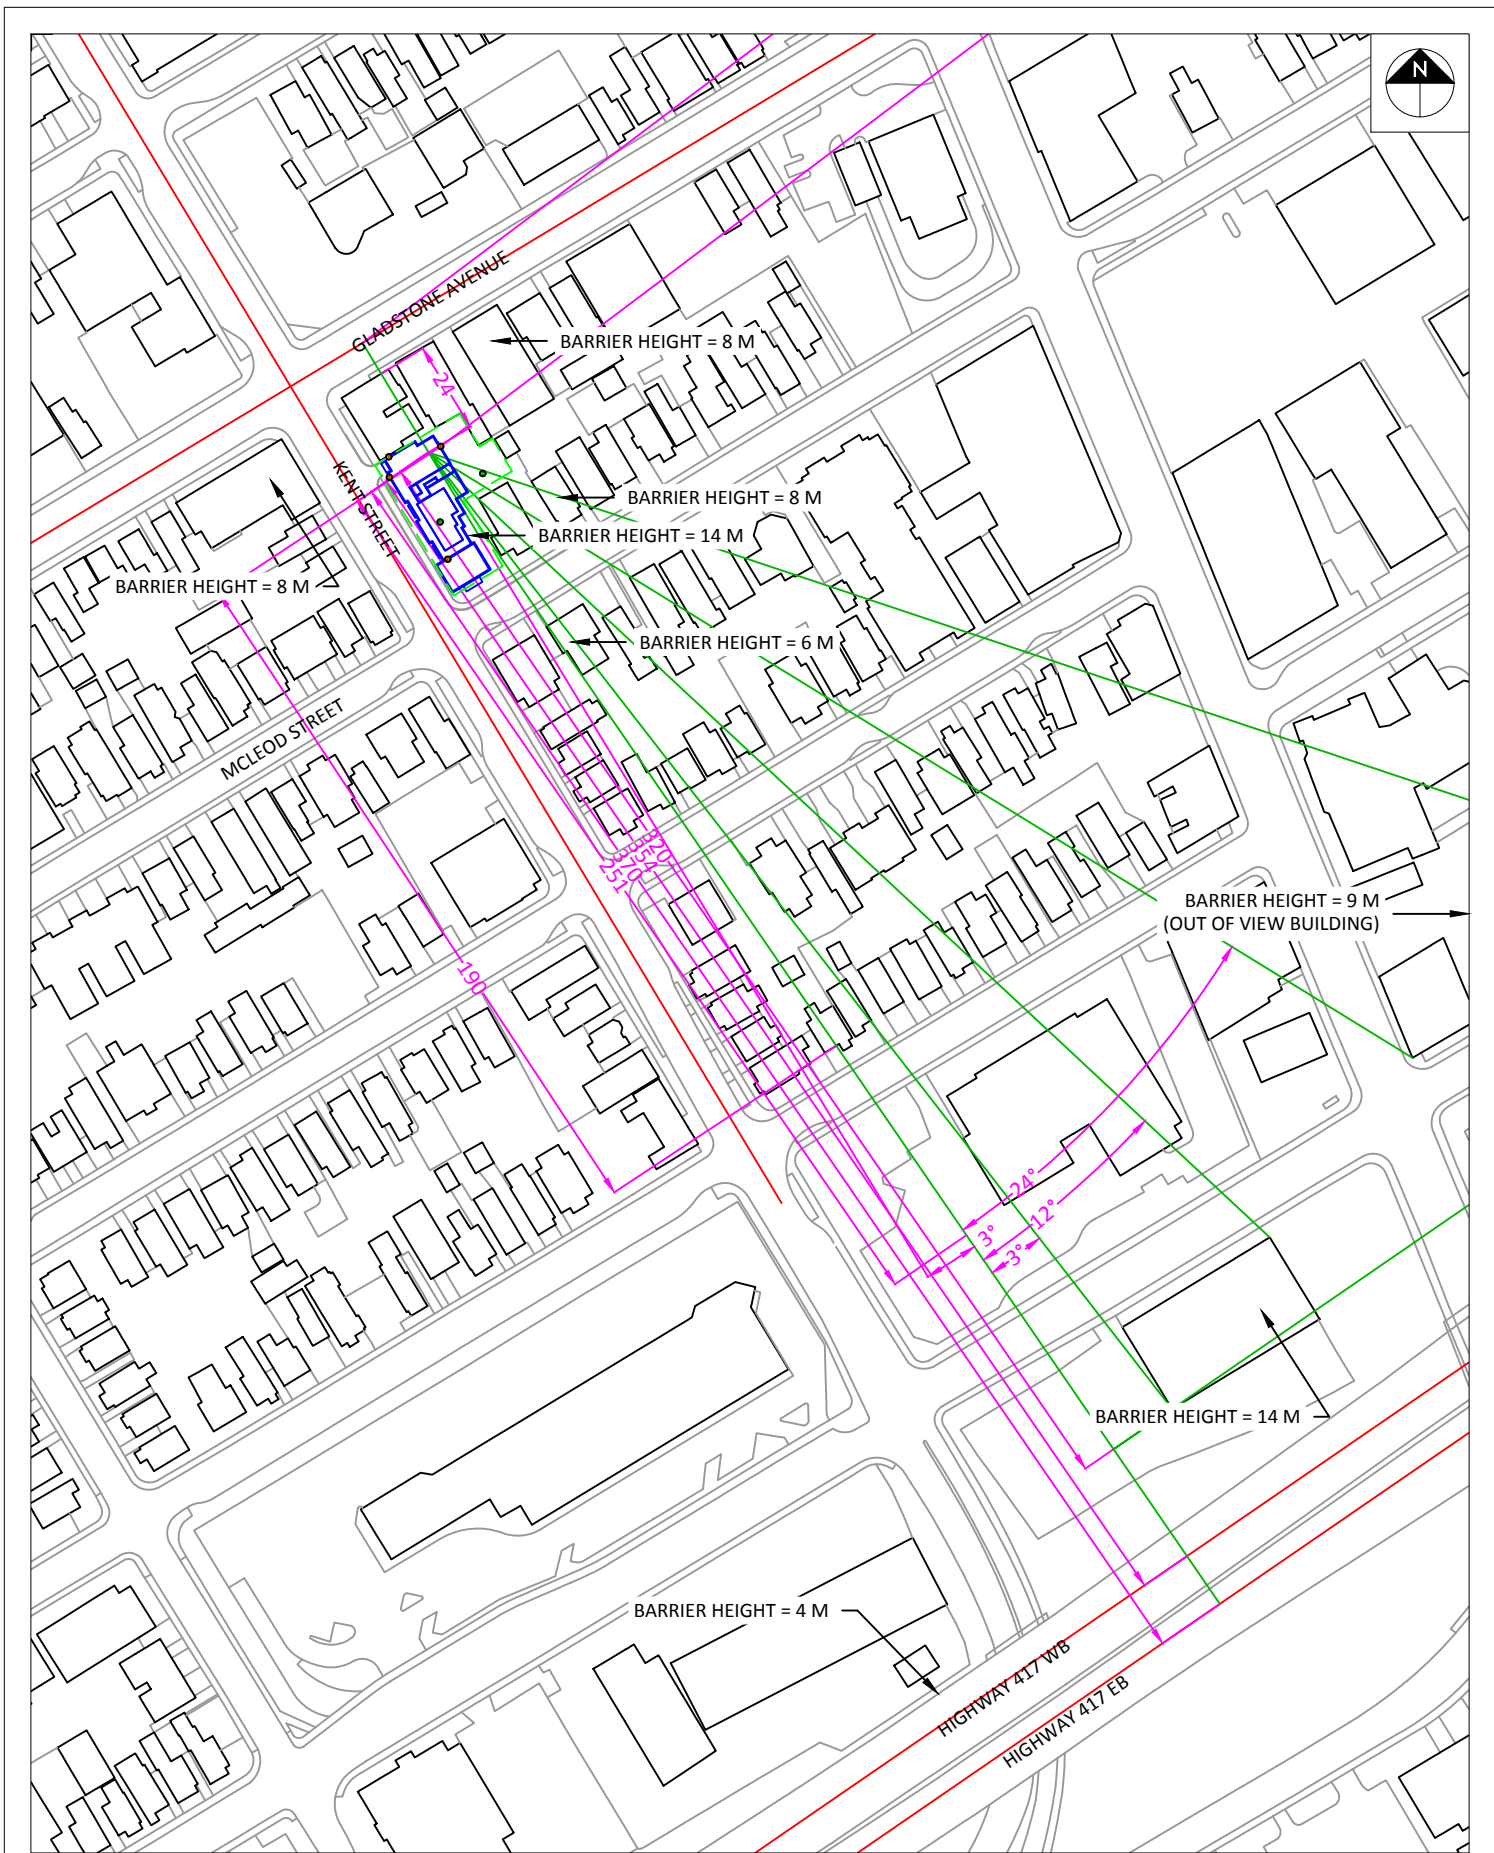 N
GLADSTONE AVENUE
BARRIER HEIGHT = 8 M
24
KENT STREET
BARRIER HEIGHT = 8 M
BARRIER HEIGHT = 14 M
BARRIER HEIGHT = 8 M
BARRIER HEIGHT = 6 M
MCLEOD STREET
320
354
370
251
BARRIER HEIGHT = 9 M
(OUT OF VIEW BUILDING)
190
24°
12°
3°
3°
BARRIER HEIGHT = 14 M
BARRIER HEIGHT = 4 M
HIGHWAY 417 WB
HIGHWAY 417 EB